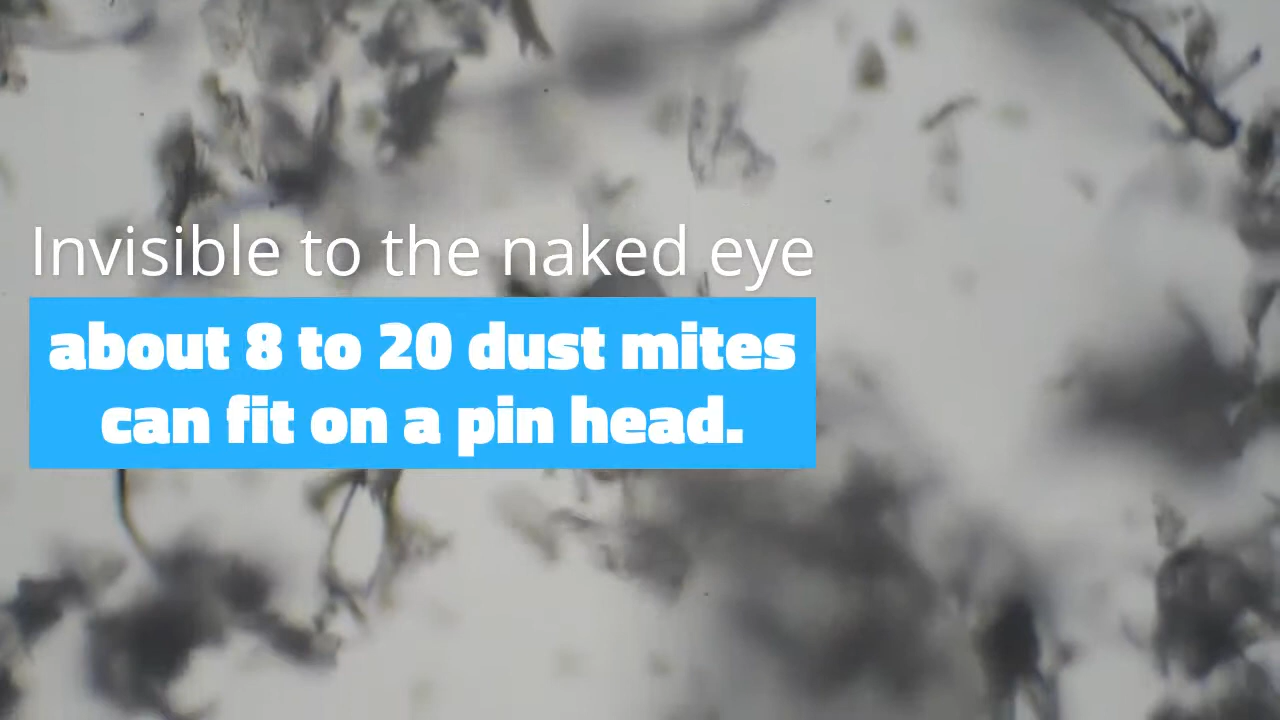 Invisible to the naked eye
about 8 to 20 dust mites
can fit on a pin head.